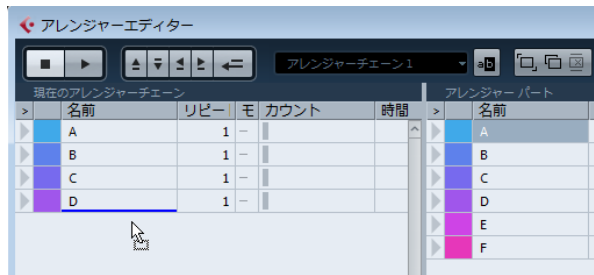 アレンジャーエディター
アレンジャーチェーン 1 ab
現在のアレンジャーチェーン アレンジャー パート
> 名前 リピー モ カウント 時間 > 名前
A 1 − A
B 1 − B
C 1 − C
D 1 − D
E
F